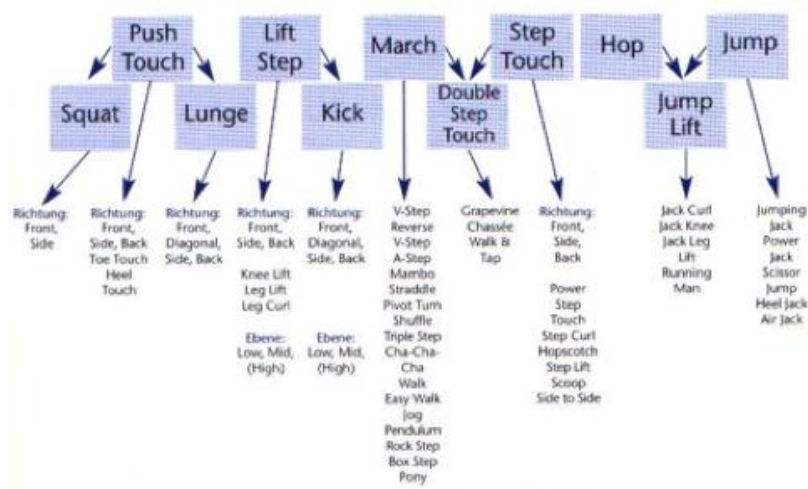 Push
Touch
Lift
Step
March
Step
Touch
Hop
Jump
Squat
Lunge
Kick
Double
Step
Touch
Jump
Lift
Richtung:
Front,
Side
Richtung:
Front,
Side, Back
Toe Touch
Heel
Touch
Richtung:
Front,
Diagonal,
Side, Back
Richtung:
Front,
Side, Back
Knee Lift
Leg Lift
Leg Curl
Ebene:
Low, Mid,
(High)
Richtung:
Front,
Diagonal,
Side, Back
Ebene:
Low, Mid,
(High)
V-Step
Reverse
V-Step
A-Step
Mambo
Straddle
Pivot Turn
Shuffle
Triple Step
Cha-Cha-
Cha
Walk
Easy Walk
Jog
Pendulum
Rock Step
Box Step
Pony
Grapevine
Chassée
Walk &
Tap
Richtung:
Front,
Side,
Back
Power
Step
Touch
Step Curl
Hopscotch
Step Lift
Scoop
Side to Side
Jack Curl
Jack Knee
Jack Leg
Lift
Running
Man
Jumping
Jack
Power
Jack
Scissor
Jump
Heel Jack
Air Jack